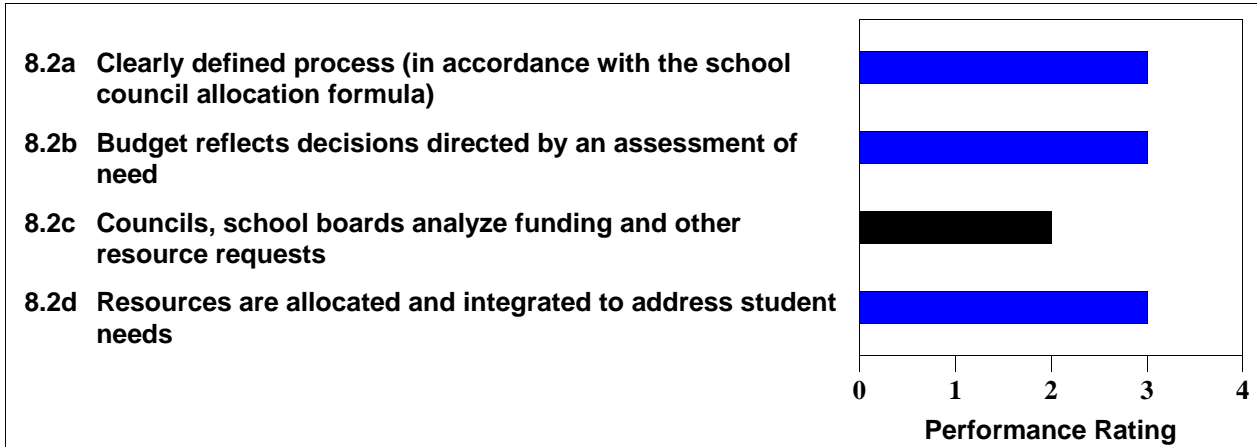 8.2a Clearly defined process (in accordance with the school
council allocation formula)
8.2b Budget reflects decisions directed by an assessment of
need
8.2c Councils, school boards analyze funding and other
resource requests
8.2d Resources are allocated and integrated to address student
needs
0 1 2 3 4
Performance Rating